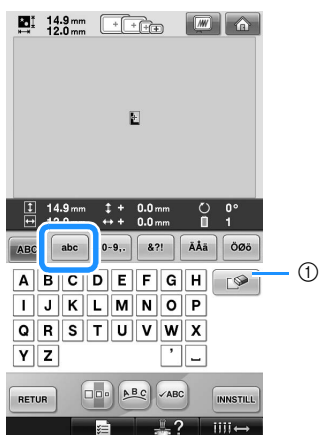 14.9 mm
12.0 mm
14.9 mm + 0.0 mm 0°
+ 0.0 mm 1
ABC abc 0-9,. &?! ÄÅä ÖØö
A B C D E F G H ①
I J K L M N O P
Q R S T U V W X
Y Z ' _
RETUR ABC ✓ABC INNSTILL
?